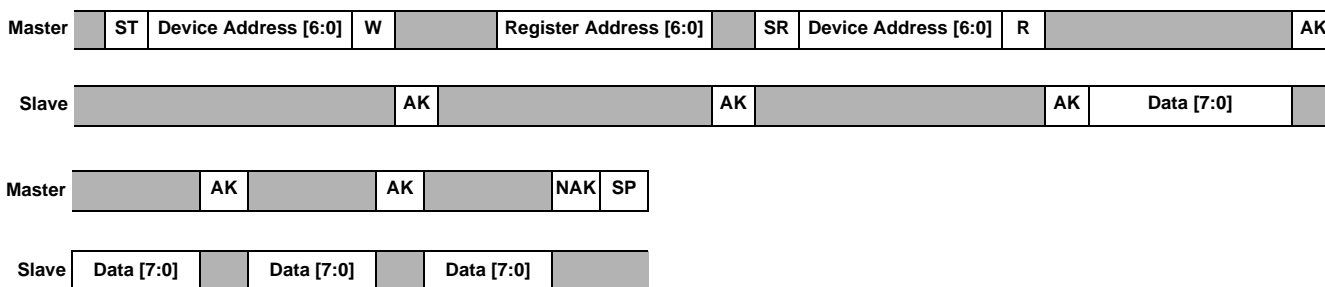 Master ST Device Address [6:0] W Register Address [6:0] SR Device Address [6:0] R AK
Slave AK AK AK Data [7:0]
Master AK AK NAK SP
Slave Data [7:0] Data [7:0] Data [7:0]